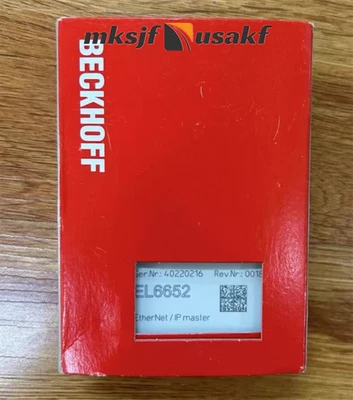 mksjf usakf
BECKHOFF
Ser.Nr.: 40220216 Rev.Nr.: 0018
EL6652
EtherNet / IP master